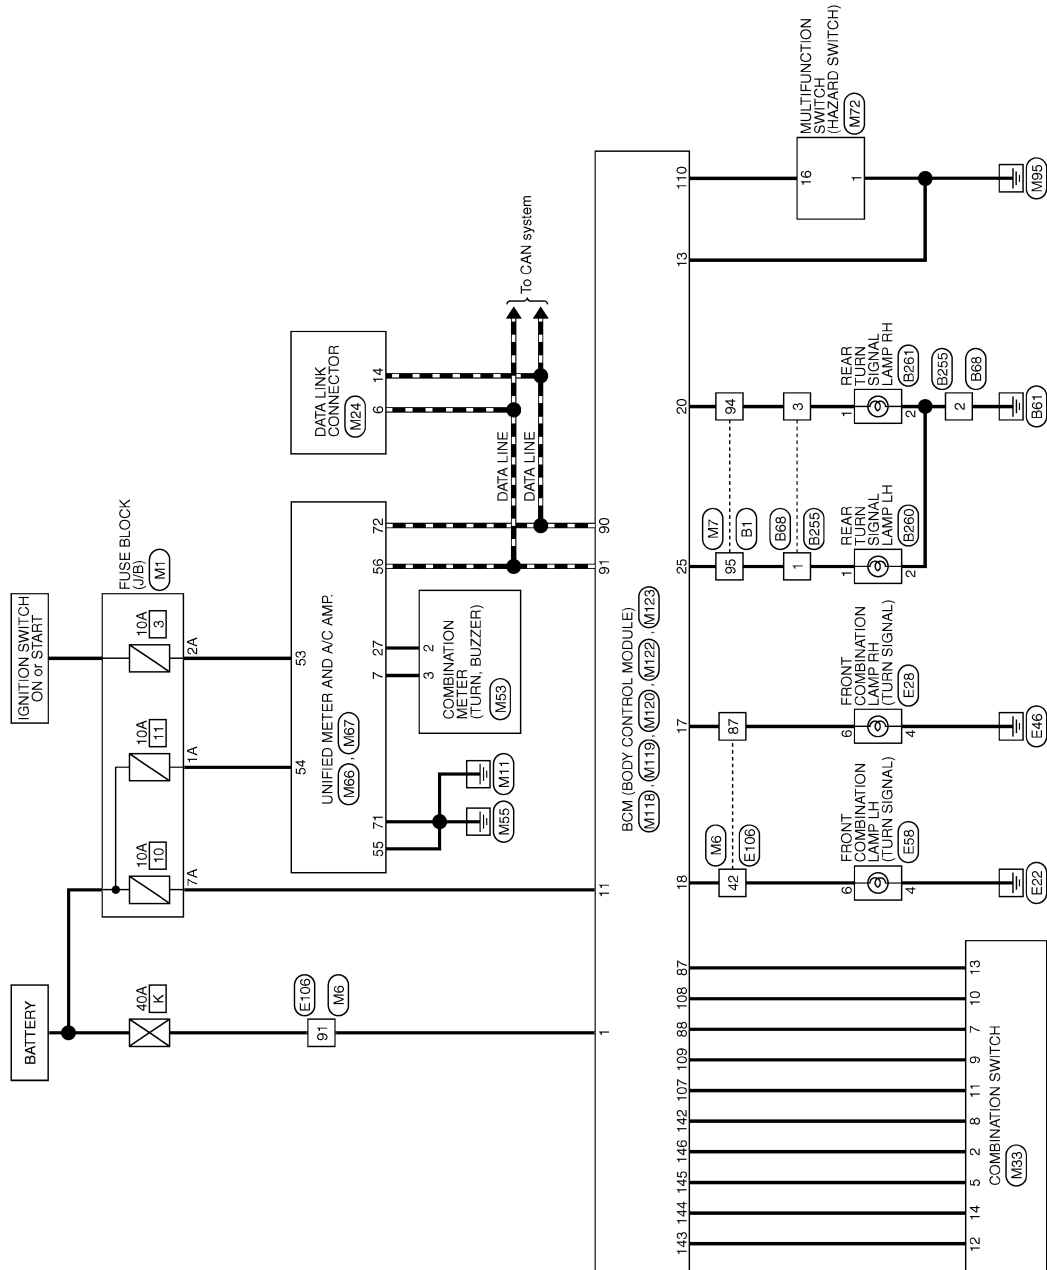 IGNITION SWITCH
ON or START
BATTERY
FUSE BLOCK
(J/B)
M1
10A
3
2A
10A
11
1A
10A
10
7A
40A
K
E106
M6
91
1
11
53
54
UNIFIED METER AND A/C AMP.
M66 , M67
55
71
7
27
56
72
M55
M11
3
2
COMBINATION
METER
(TURN, BUZZER)
M53
DATA LINK
CONNECTOR
M24
6
14
DATA LINE
DATA LINE
To CAN system
91
90
BCM (BODY CONTROL MODULE)
M118 , M119 , M120 , M122 , M123
143
144
145
146
142
107
109
88
108
87
18
17
25
20
13
110
12
14
5
2
8
11
9
7
10
13
COMBINATION SWITCH
M33
M6
E106
42
87
6
4
FRONT
COMBINATION
LAMP LH
(TURN SIGNAL)
E58
E22
6
4
FRONT
COMBINATION
LAMP RH
(TURN SIGNAL)
E28
E46
M7
B1
95
94
B68
B255
1
3
1
2
REAR
TURN
SIGNAL
LAMP LH
B260
1
2
REAR
TURN
SIGNAL
LAMP RH
B261
B255
B68
2
B61
16
1
MULTIFUNCTION
SWITCH
(HAZARD SWITCH)
M72
M95